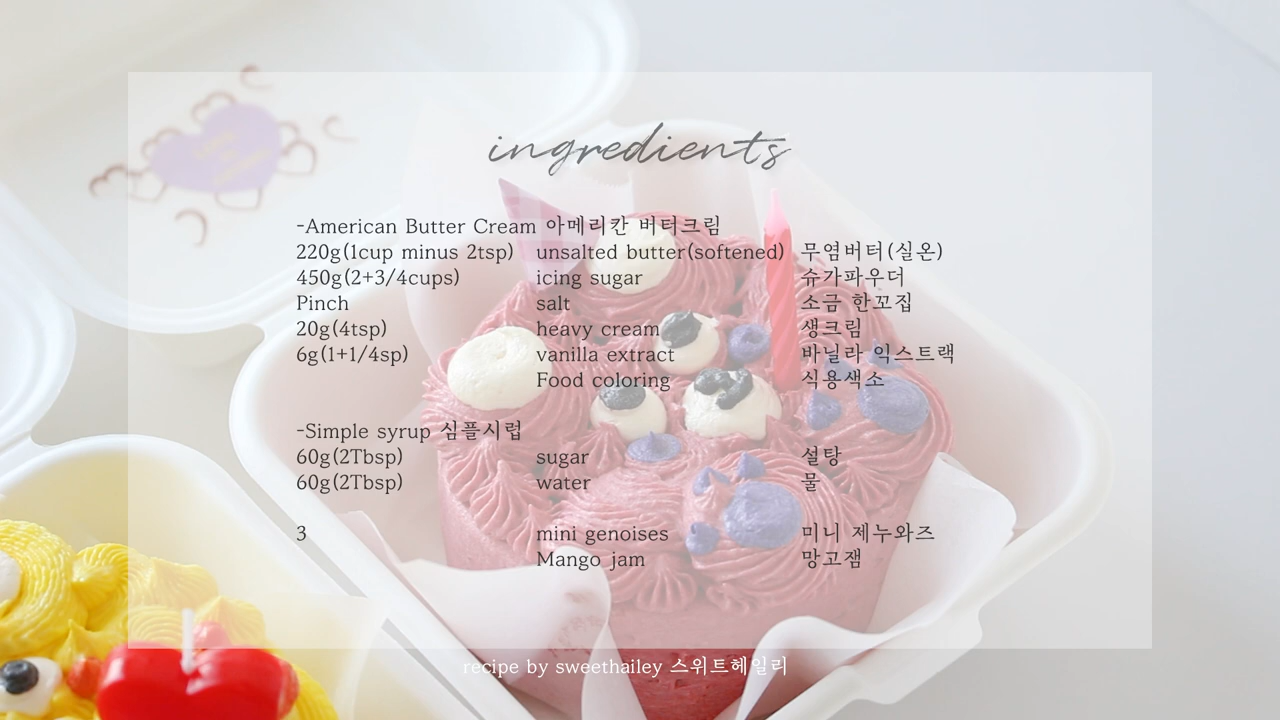 ingredients
-American Butter Cream 아메리칸 버터크림
220g(1cup minus 2tsp) unsalted butter(softened) 무염버터(실온)
450g(2+3/4cups) icing sugar 슈가파우더
Pinch salt 소금 한꼬집
20g(4tsp) heavy cream 생크림
6g(1+1/4sp) vanilla extract 바닐라 익스트랙
Food coloring 식용색소
-Simple syrup 심플시럽
60g(2Tbsp) sugar 설탕
60g(2Tbsp) water 물
3 mini genoises 미니 제누와즈
Mango jam 망고잼
recipe by sweethailey 스위트헤일리